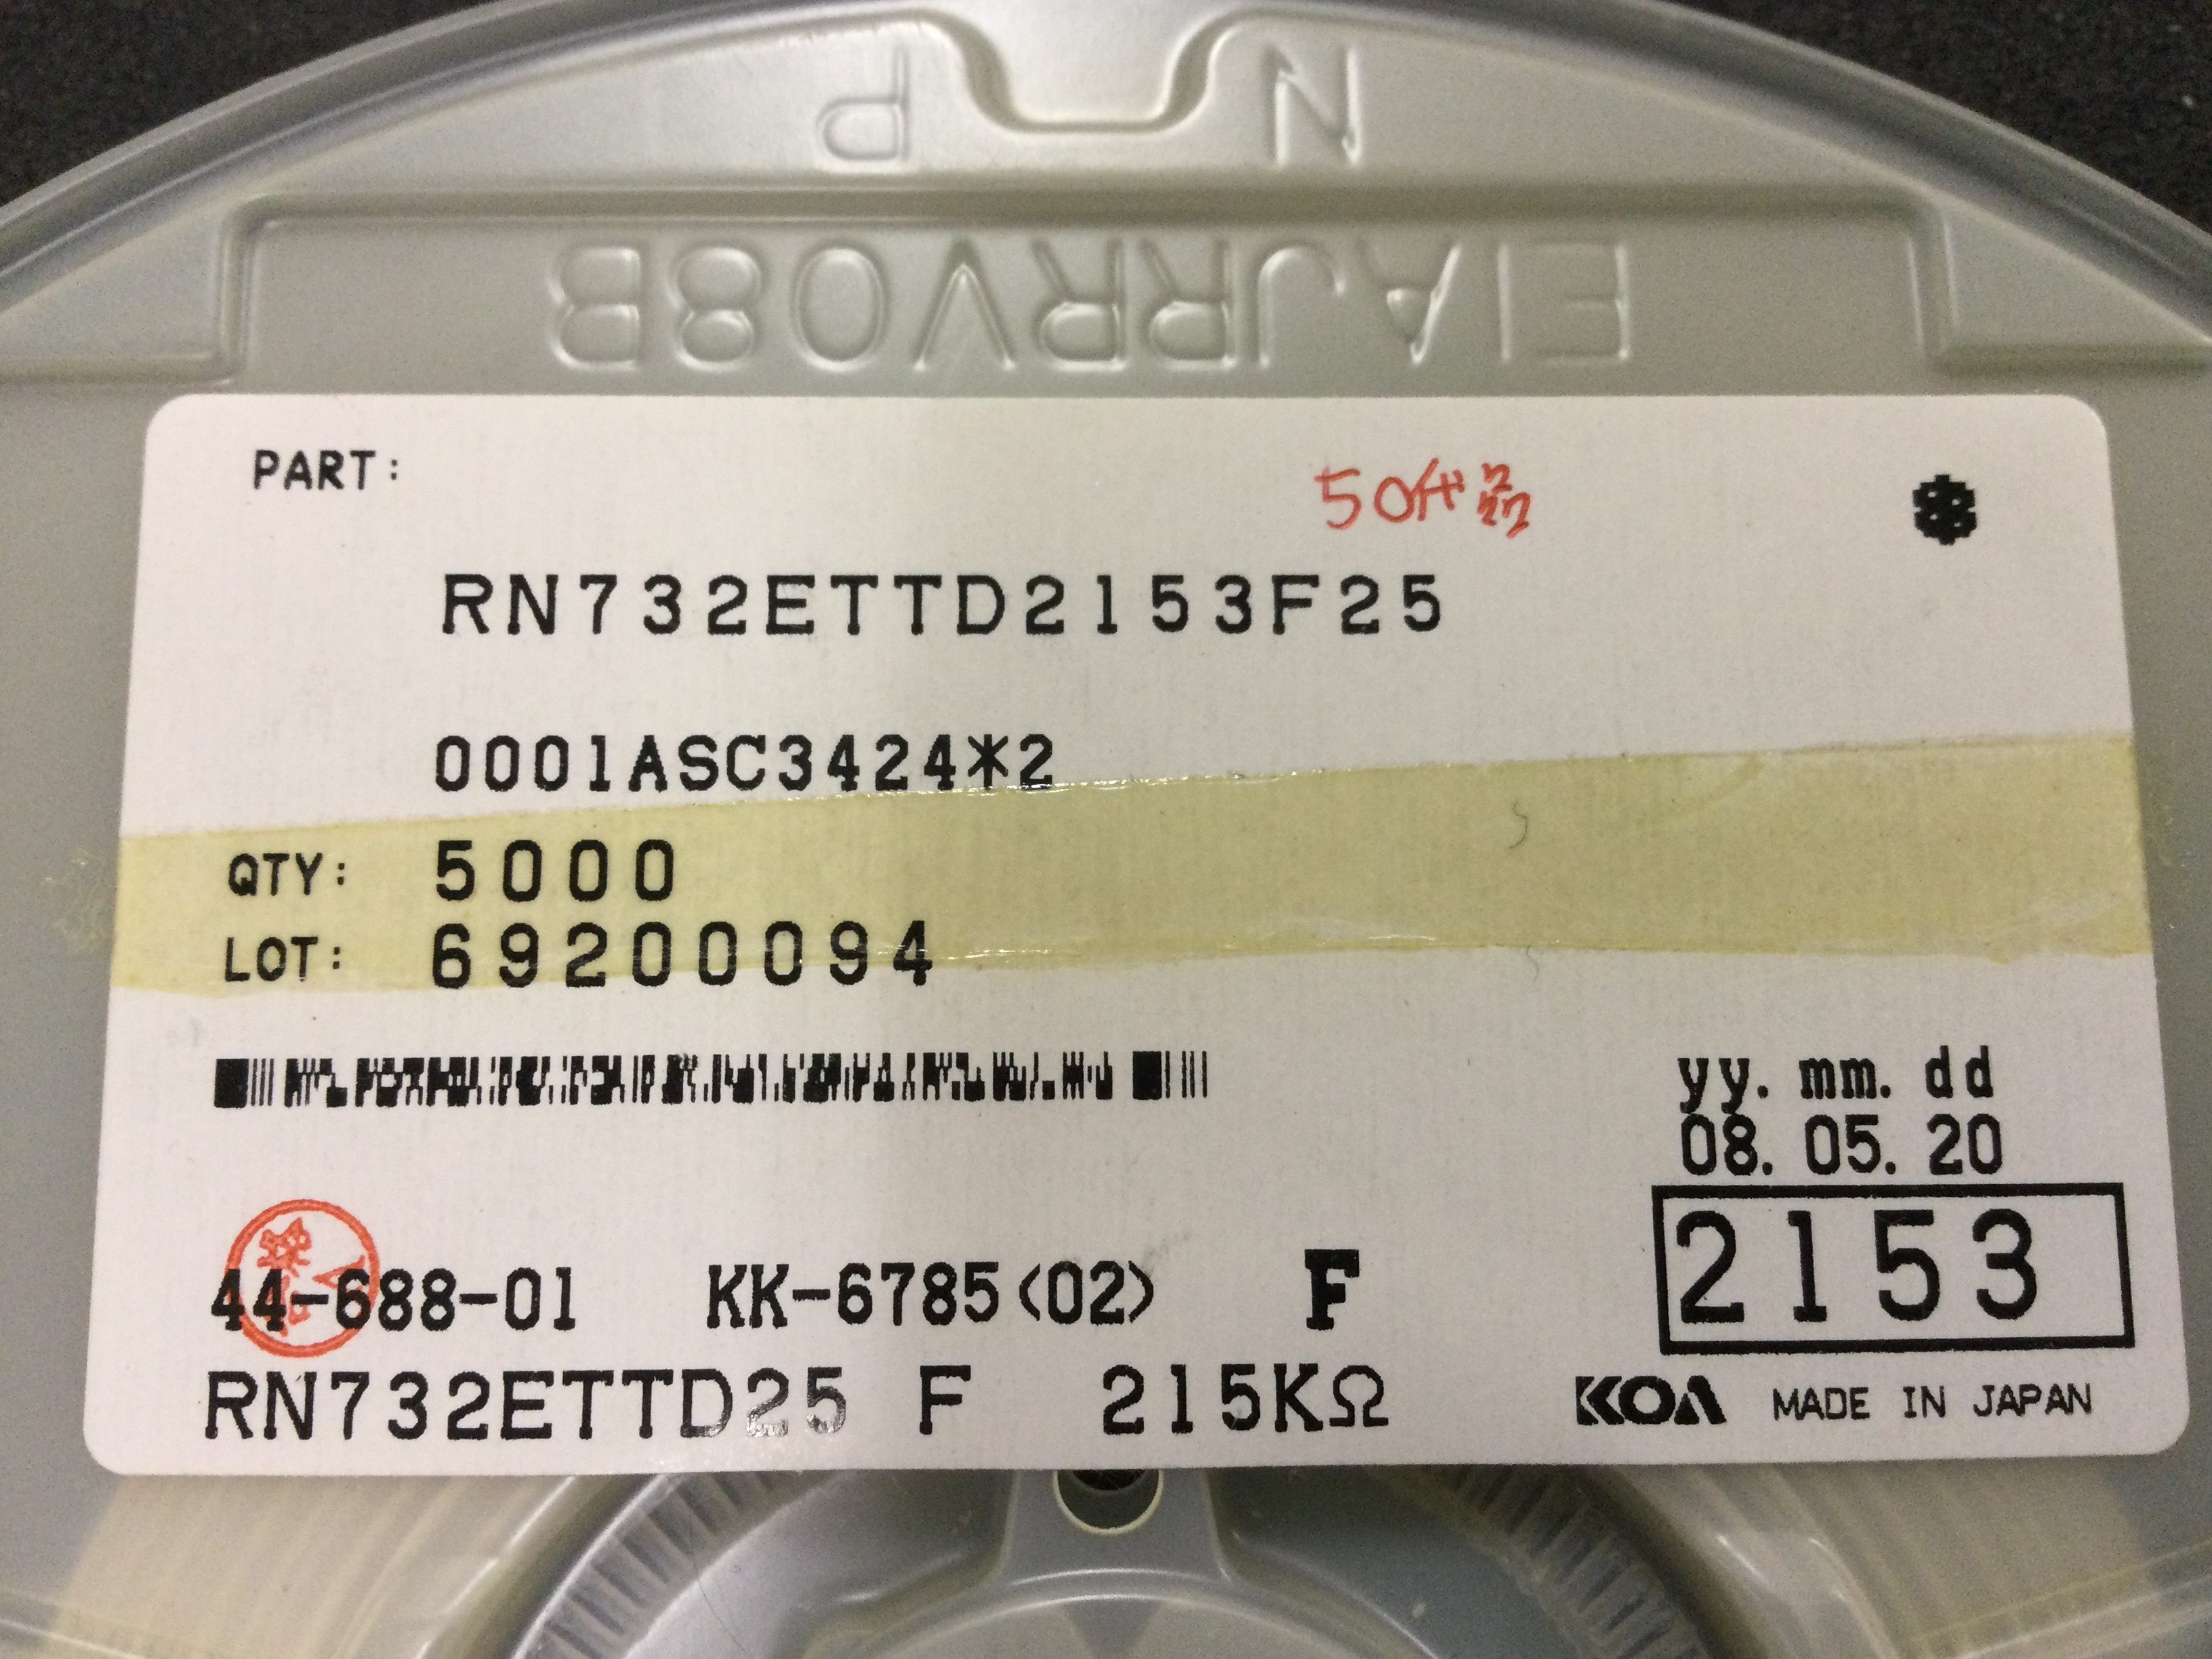 P N
EIAJRRV08B
PART:
50代品
RN732ETTD2153F25
0001ASC3424*2
QTY: 5000
LOT: 69200094
yy. mm. dd
08. 05. 20
2153
44-688-01 KK-6785(02) F
RN732ETTD25 F 215KΩ
KOA MADE IN JAPAN